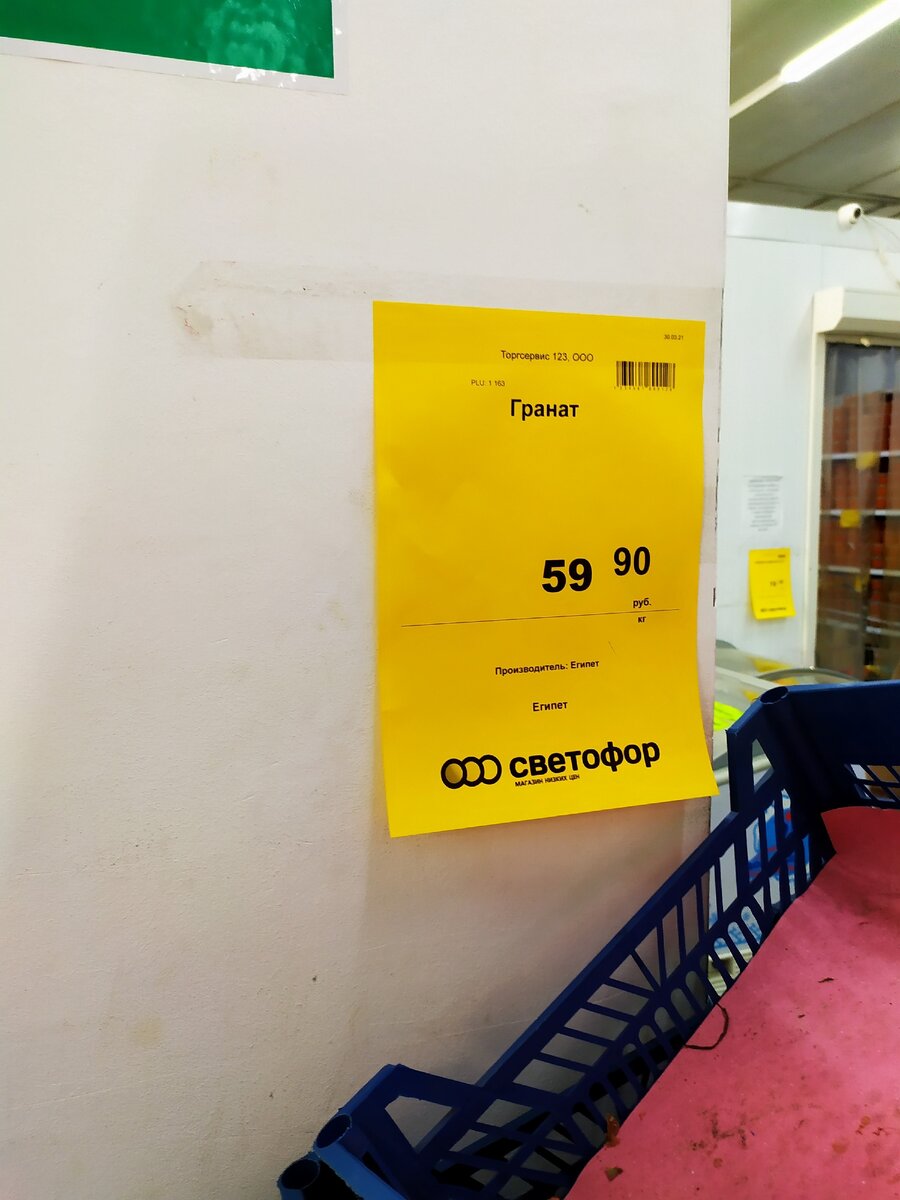 30.03.21
Торгсервис 123, ООО
PLU: 1 163
Гранат
59 90
руб.
кг
Производитель: Египет
Египет
светофор
МАГАЗИН НИЗКИХ ЦЕН